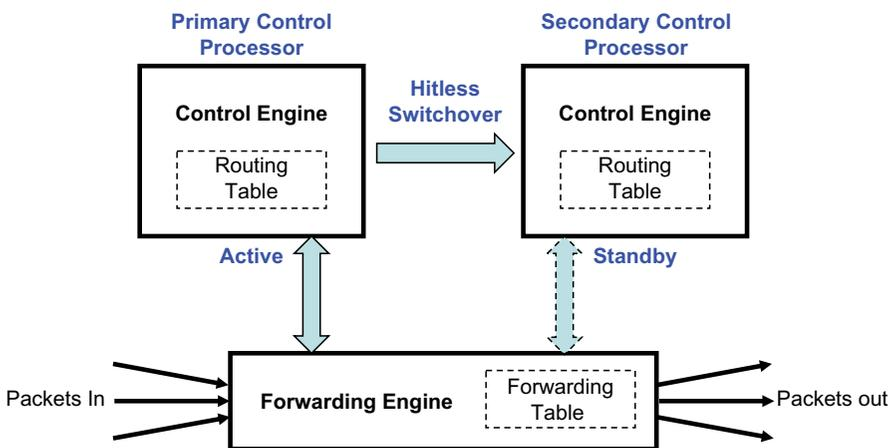 Primary Control
Processor
Secondary Control
Processor
Control Engine
Routing
Table
Hitless
Switchover
Control Engine
Routing
Table
Active
Standby
Packets In
Forwarding Engine
Forwarding
Table
Packets out